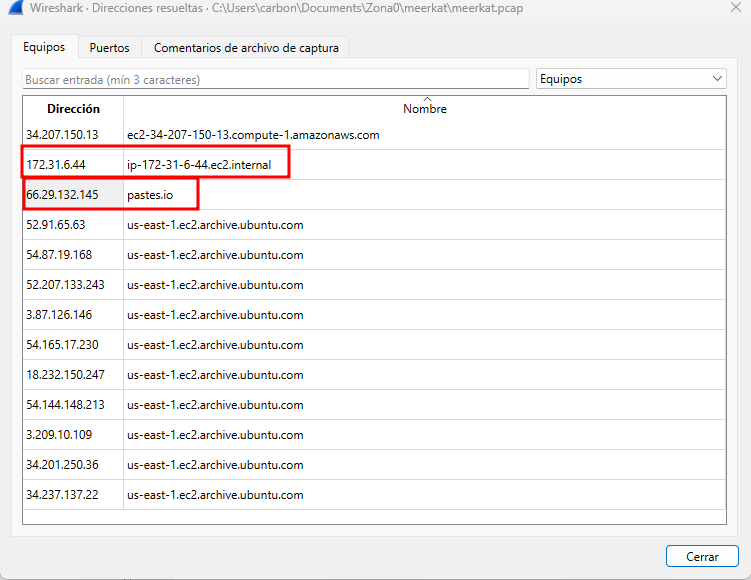 Wireshark · Direcciones resueltas · C:\Users\carbon\Documents\Zona0\meerkat\meerkat.pcap
Equipos Puertos Comentarios de archivo de captura
Buscar entrada (mín 3 caracteres) Equipos
Dirección Nombre
34.207.150.13 ec2-34-207-150-13.compute-1.amazonaws.com
172.31.6.44 ip-172-31-6-44.ec2.internal
66.29.132.145 pastes.io
52.91.65.63 us-east-1.ec2.archive.ubuntu.com
54.87.19.168 us-east-1.ec2.archive.ubuntu.com
52.207.133.243 us-east-1.ec2.archive.ubuntu.com
3.87.126.146 us-east-1.ec2.archive.ubuntu.com
54.165.17.230 us-east-1.ec2.archive.ubuntu.com
18.232.150.247 us-east-1.ec2.archive.ubuntu.com
54.144.148.213 us-east-1.ec2.archive.ubuntu.com
3.209.10.109 us-east-1.ec2.archive.ubuntu.com
34.201.250.36 us-east-1.ec2.archive.ubuntu.com
34.237.137.22 us-east-1.ec2.archive.ubuntu.com
Cerrar